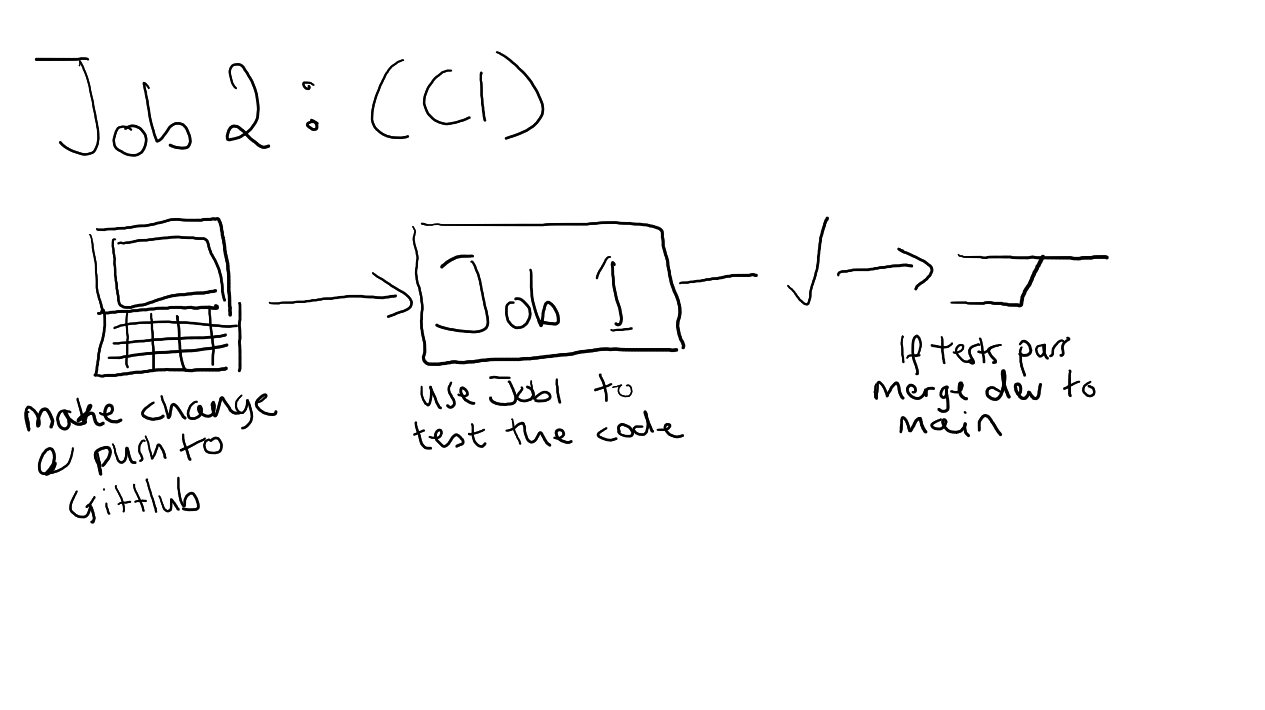 Job 2: (CI)
Job 1
make change
& push to
GitHub
use Job1 to
test the code
If tests pass
merge dev to
main